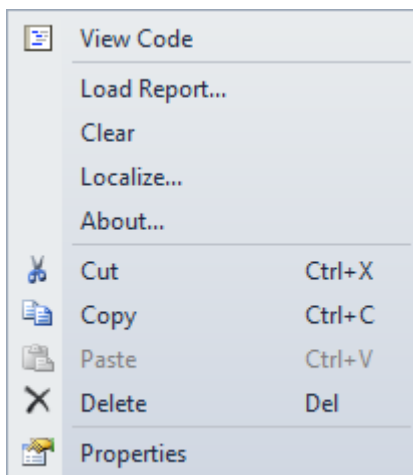 View Code
Load Report...
Clear
Localize...
About...
Cut Ctrl+X
Copy Ctrl+C
Paste Ctrl+V
Delete Del
Properties